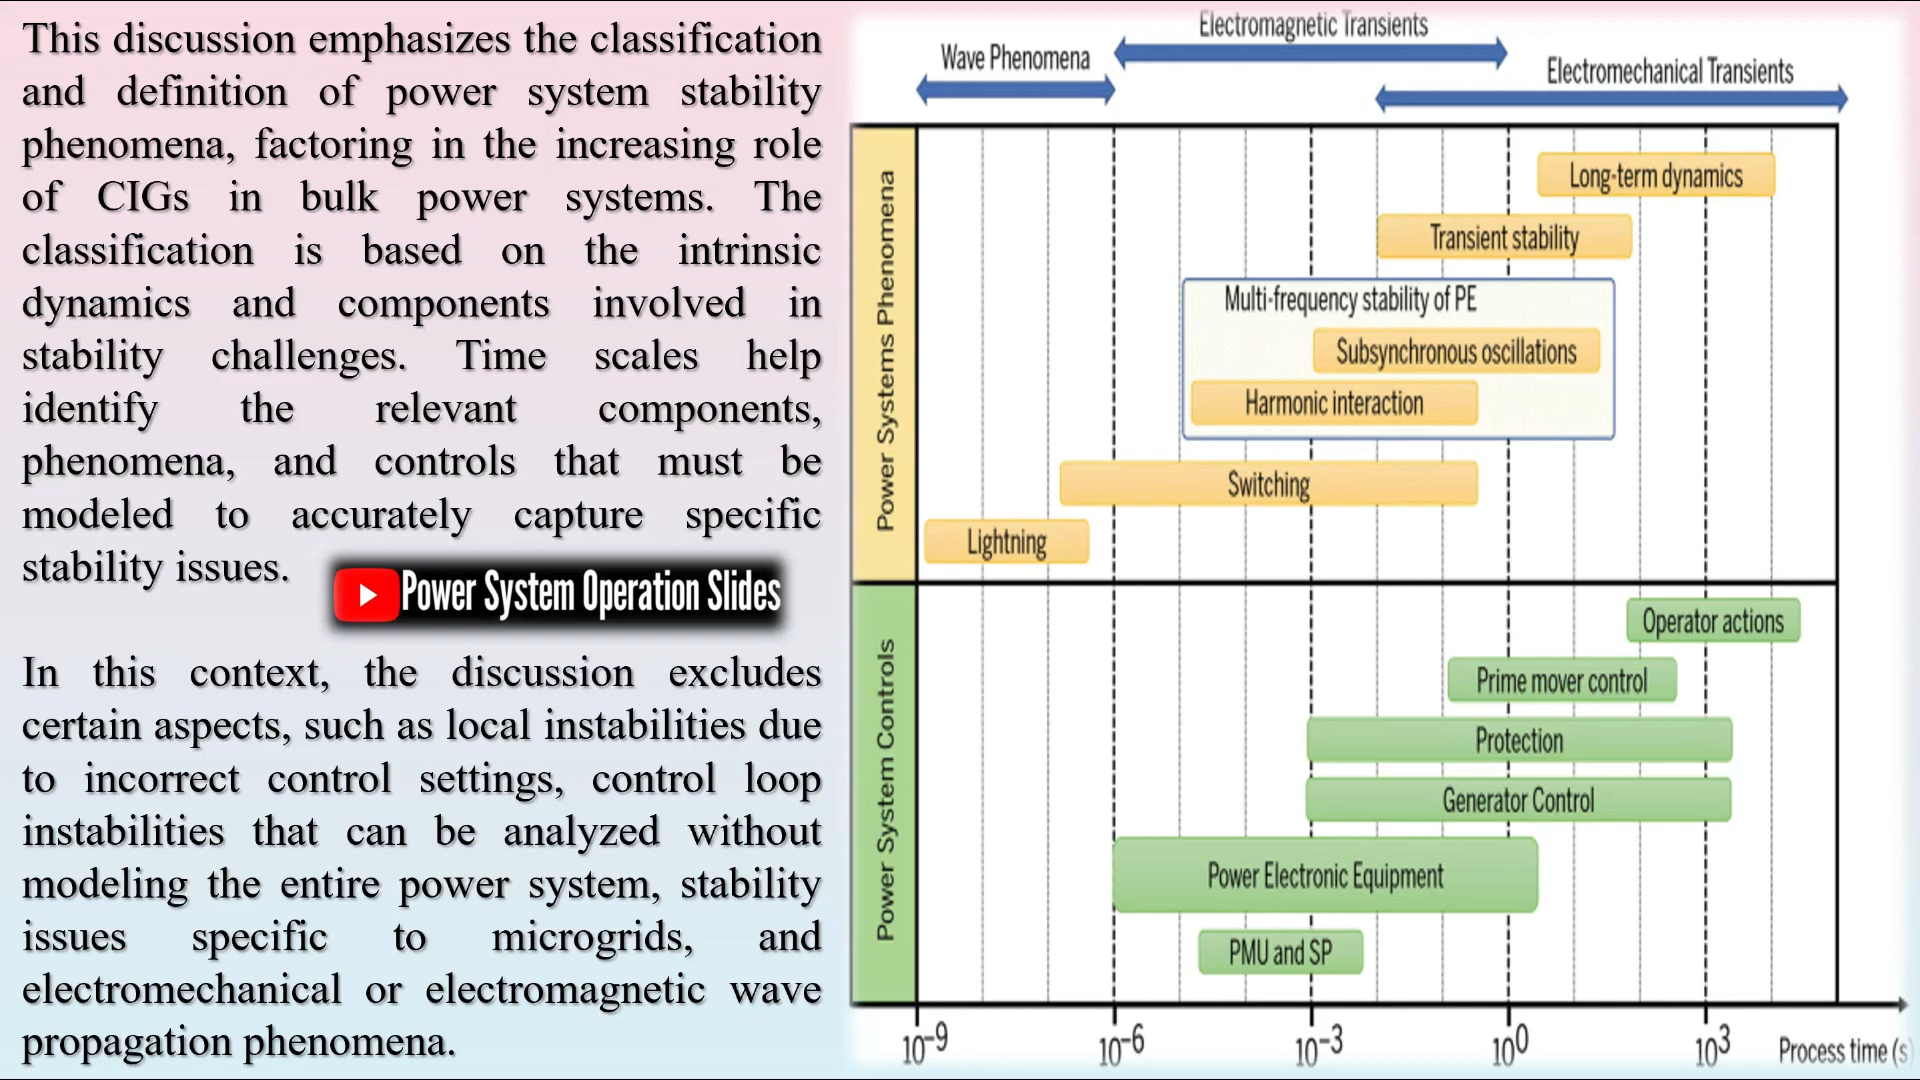 This discussion emphasizes the classification
and definition of power system stability
phenomena, factoring in the increasing role
of CIGs in bulk power systems. The
classification is based on the intrinsic
dynamics and components involved in
stability challenges. Time scales help
identify the relevant components,
phenomena, and controls that must be
modeled to accurately capture specific
stability issues.
Power System Operation Slides
In this context, the discussion excludes
certain aspects, such as local instabilities due
to incorrect control settings, control loop
instabilities that can be analyzed without
modeling the entire power system, stability
issues specific to microgrids, and
electromechanical or electromagnetic wave
propagation phenomena.
Electromagnetic Transients
Wave Phenomena
Electromechanical Transients
Power Systems Phenomena
Long-term dynamics
Transient stability
Multi-frequency stability of PE
Subsynchronous oscillations
Harmonic interaction
Switching
Lightning
Power System Controls
Operator actions
Prime mover control
Protection
Generator Control
Power Electronic Equipment
PMU and SP
10⁻⁹ 10⁻⁶ 10⁻³ 10⁰ 10³ Process time (s)